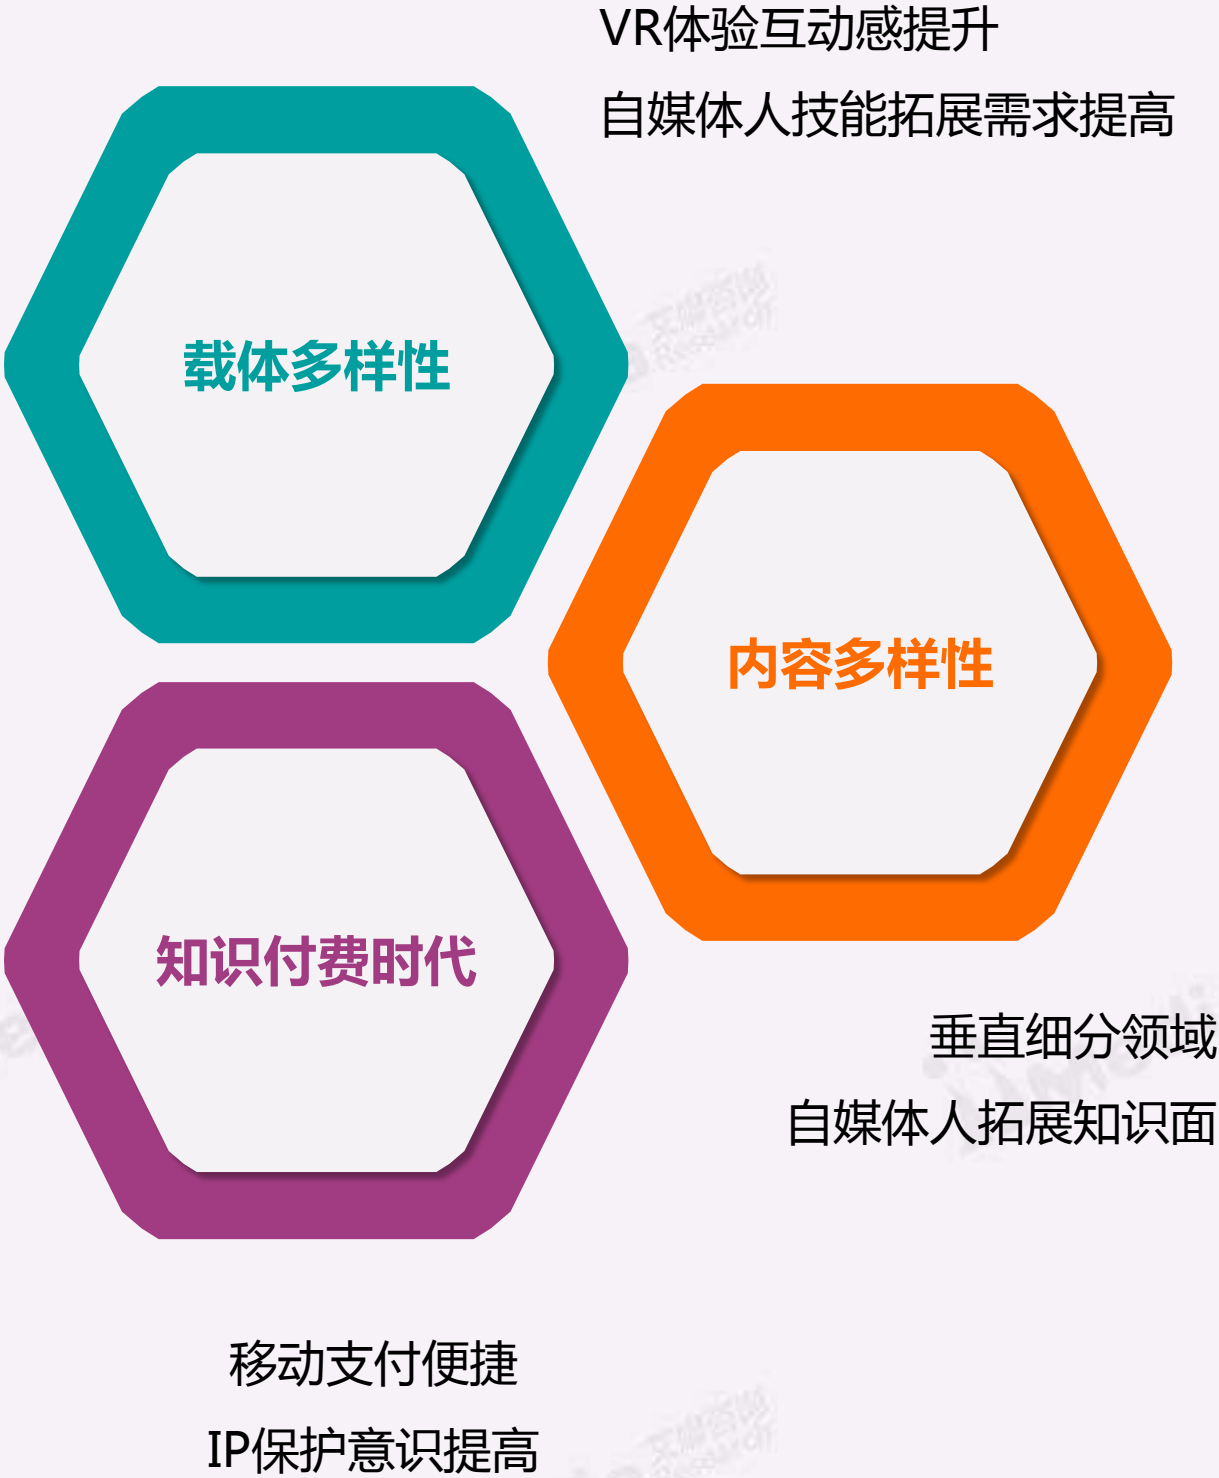 VR体验互动感提升
自媒体人技能拓展需求提高
载体多样性
内容多样性
知识付费时代
垂直细分领域
自媒体人拓展知识面
移动支付便捷
IP保护意识提高